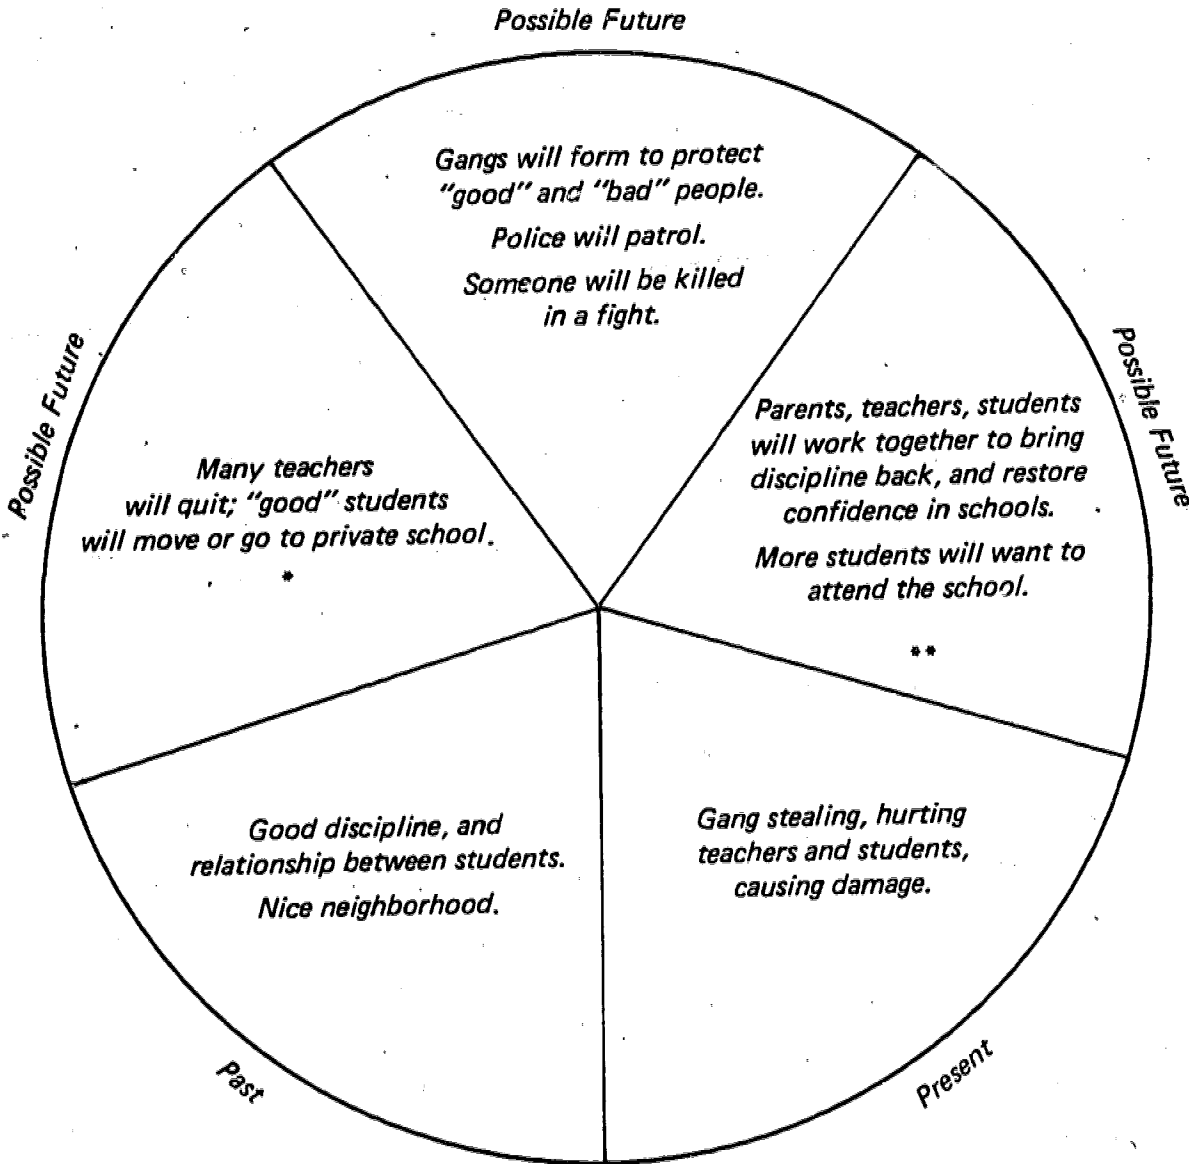 Possible Future
Gangs will form to protect
"good" and "bad" people.
Police will patrol.
Someone will be killed
in a fight.
Possible Future
Many teachers
will quit; "good" students
will move or go to private school.
*
Possible Future
Parents, teachers, students
will work together to bring
discipline back, and restore
confidence in schools.
More students will want to
attend the school.
**
Good discipline, and
relationship between students.
Nice neighborhood.
Past
Gang stealing, hurting
teachers and students,
causing damage.
Present